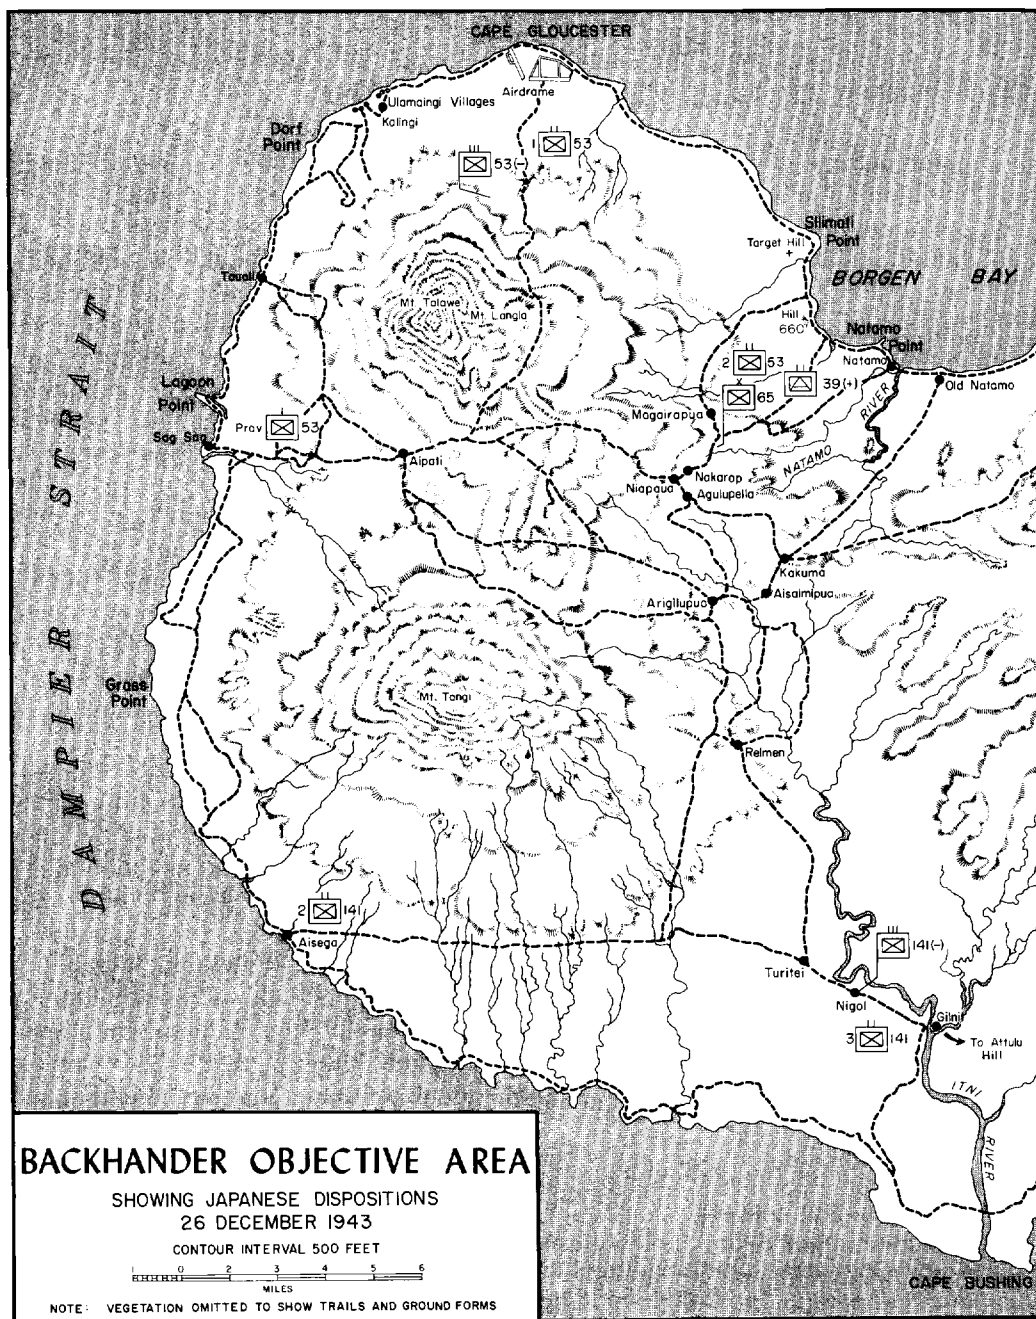 CAPE GLOUCESTER
Airdrome
Ulamaingi Villages
Kalingi
Dorf
Point
1 53
53(–)
Silimati
Point
Target Hill
BORGEN BAY
Tauali
Mt. Talawe
Mt. Langla
Hill
660
Natamo
Point
Natamo
2 53
39(+)
65
Old Natamo
Lagoon
Point
Magairapua
RIVER
Sag Sag
Prov 53
Aipati
NATAMO
Nakarop
Niapaua
Agulupella
DAMPIER STRAIT
Kakuma
Aisalmipua
Arigilupua
Grass
Point
Mt. Tangi
Relmen
2 141
Aisega
141(–)
Turitei
Nigol
Gilnit
3 141
To Attulu
Hill
ITNI
RIVER
CAPE BUSHING
BACKHANDER OBJECTIVE AREA
SHOWING JAPANESE DISPOSITIONS
26 DECEMBER 1943
CONTOUR INTERVAL 500 FEET
1 0 2 3 4 5 6
MILES
NOTE: VEGETATION OMITTED TO SHOW TRAILS AND GROUND FORMS